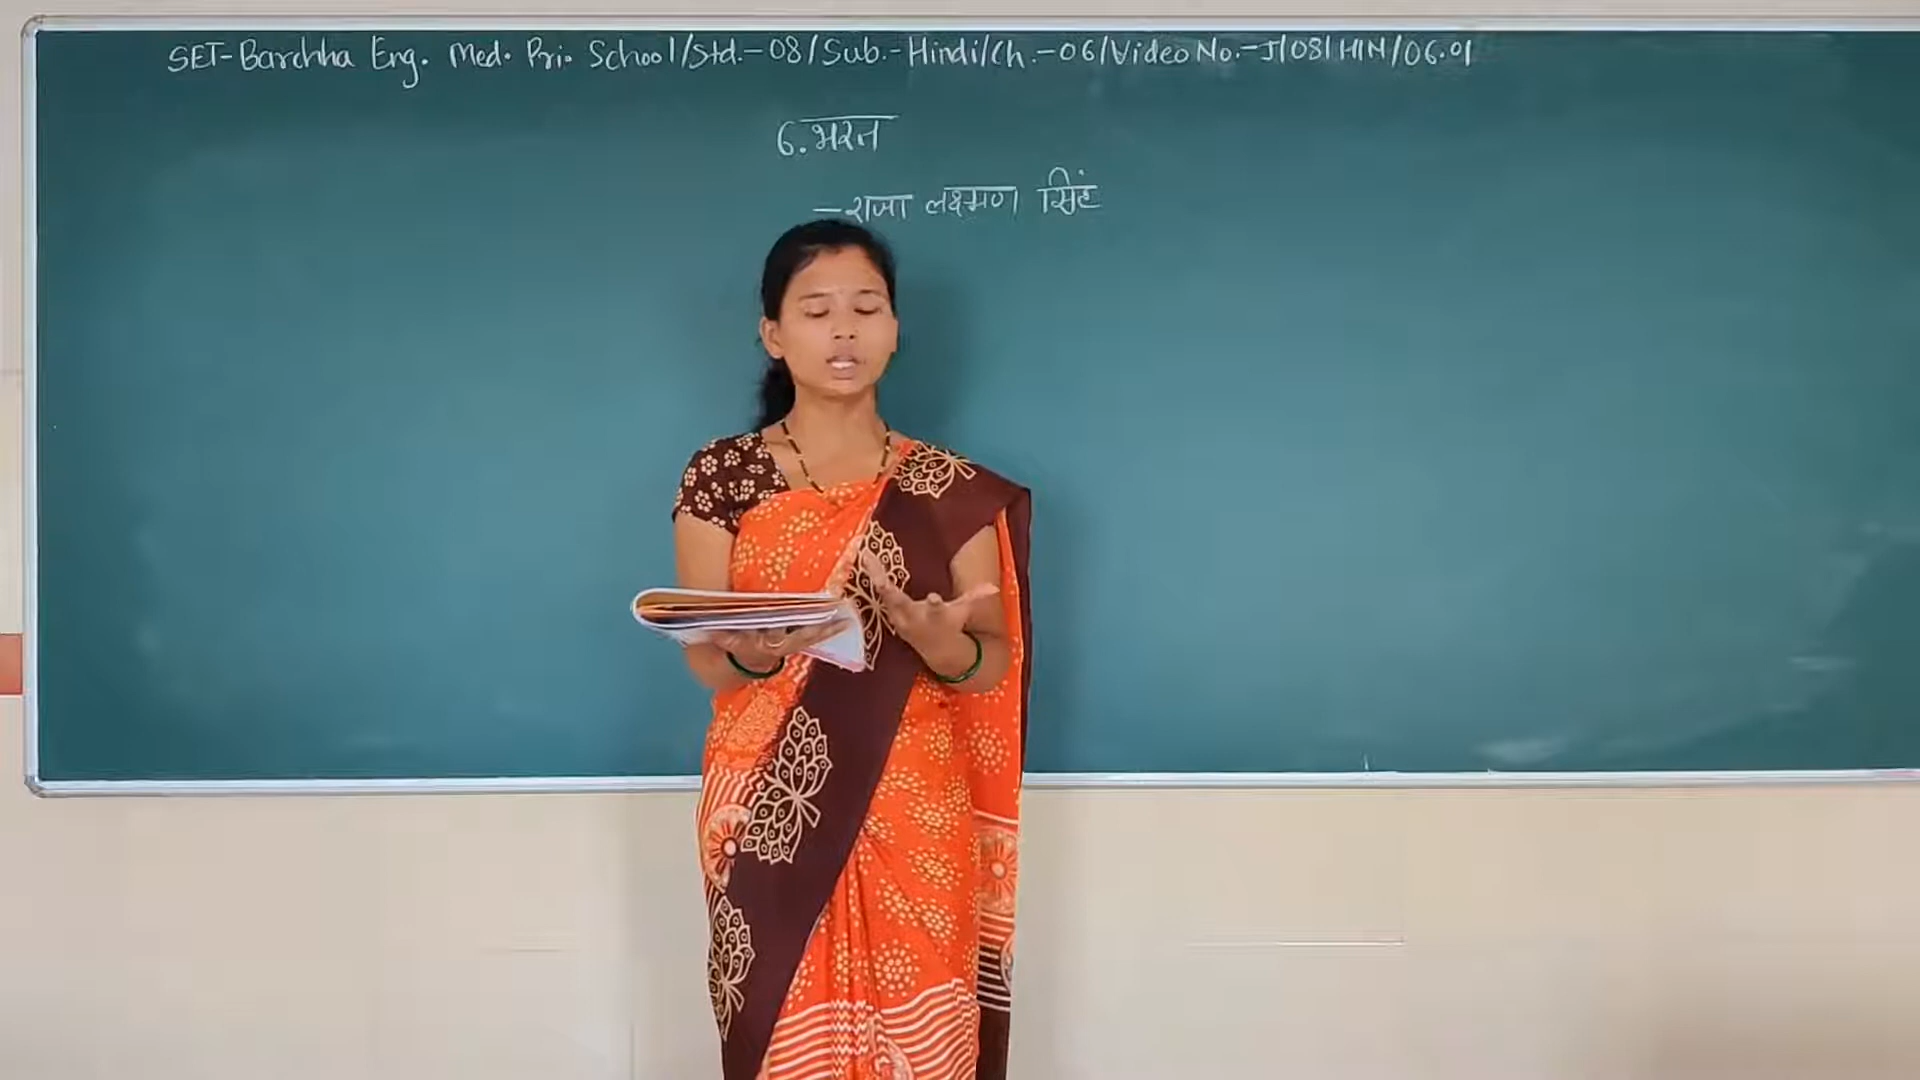 SET-Barchha Eng. Med. Pri. School/Std.-08/Sub.-Hindi/Ch.-06/Video No.-J/08/HIN/06.01
6. भरत
- राजा लक्ष्मण सिंह